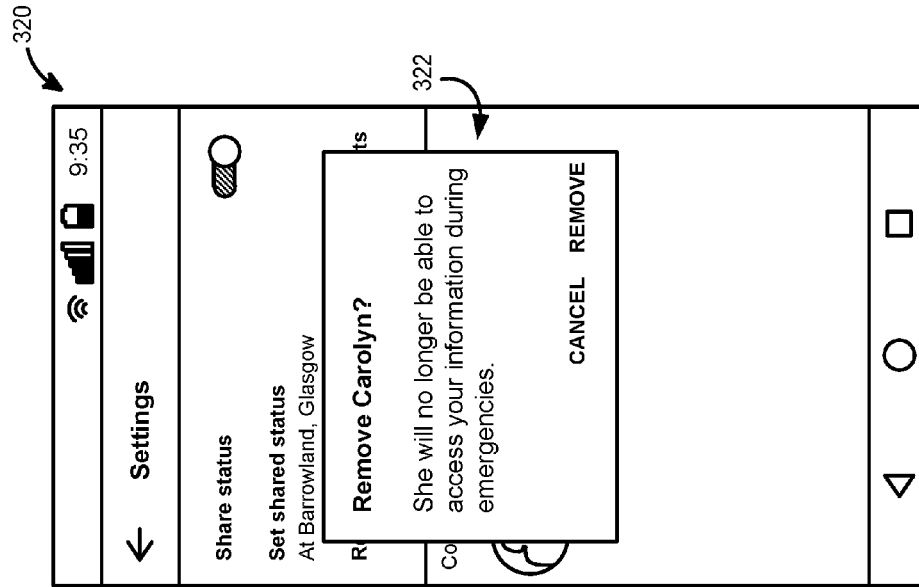 320
9:35
Settings
Share status
Set shared status
At Barrowland, Glasgow
322
Remove Carolyn?
She will no longer be able to
access your information during
emergencies.
CANCEL REMOVE